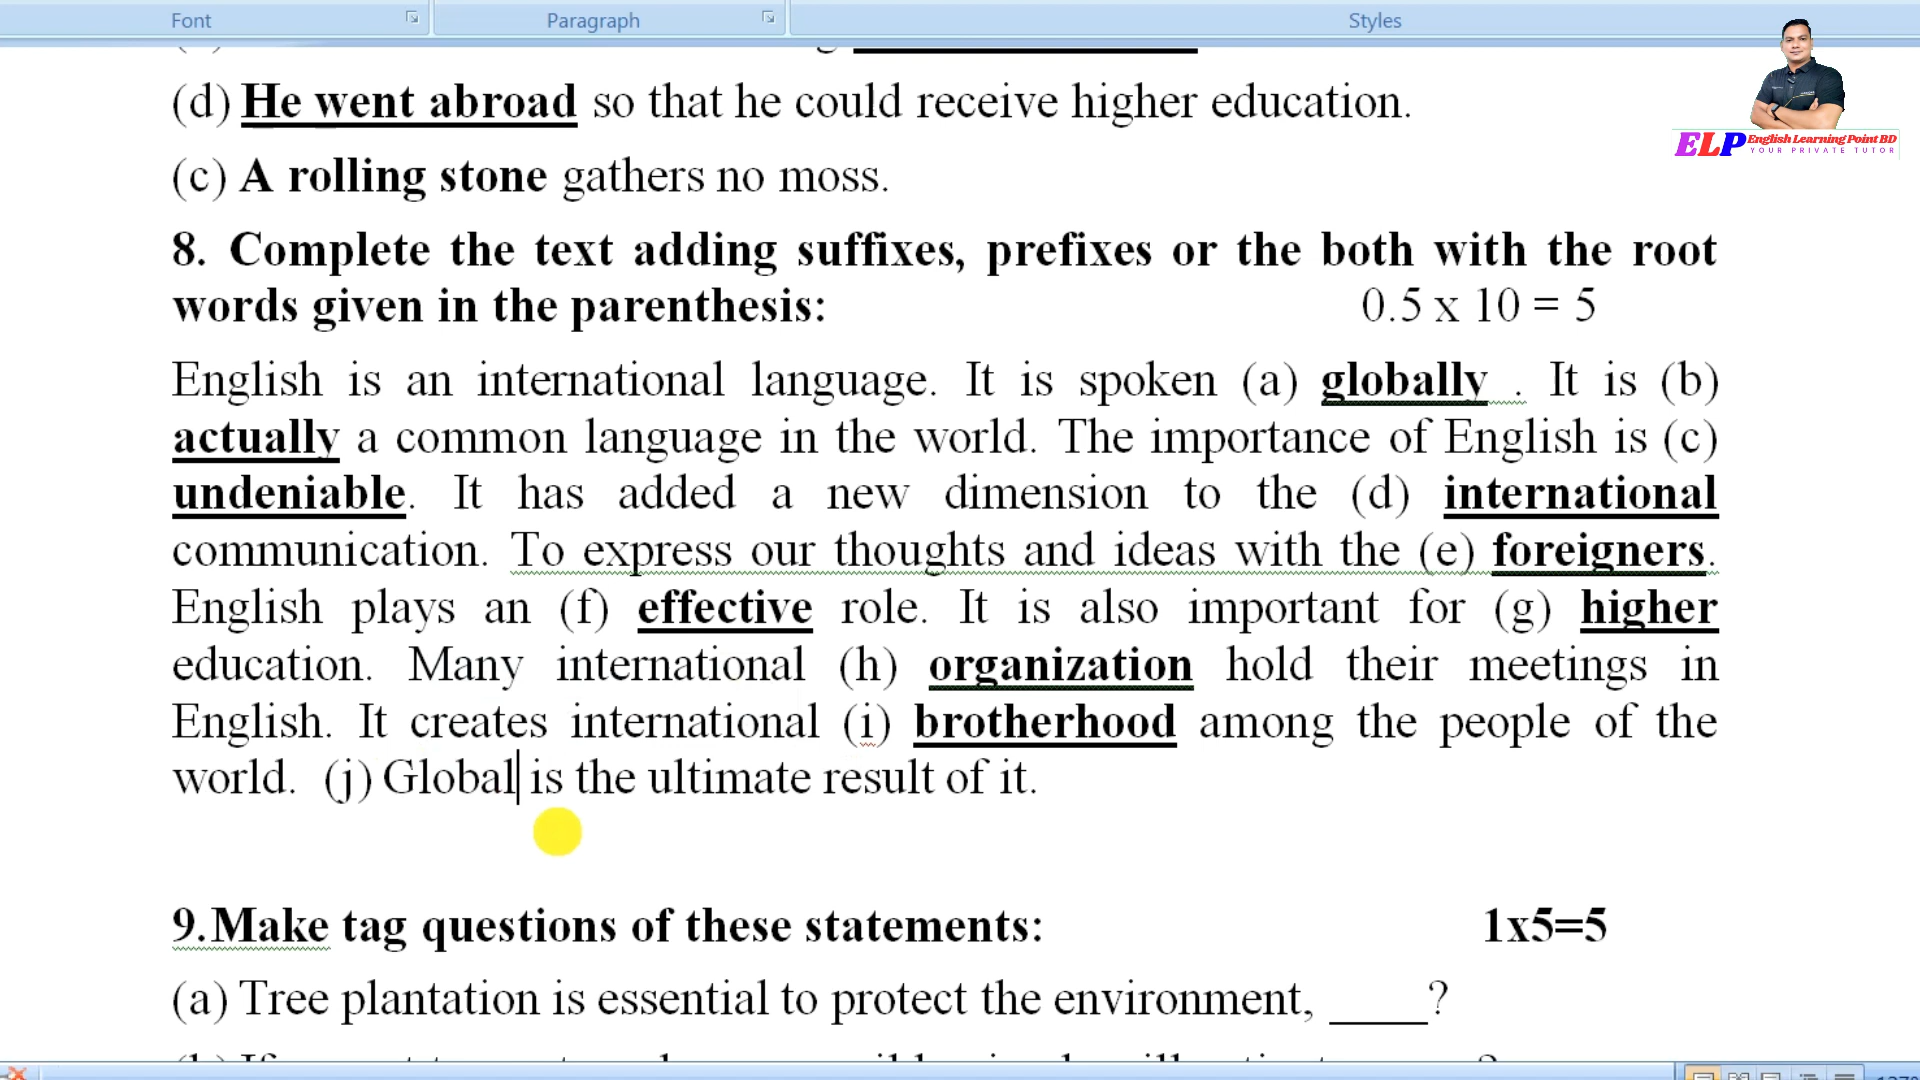 Font Paragraph Styles
(d) He went abroad so that he could receive higher education.
ELP English Learning Point BD
YOUR PRIVATE TUTOR
(c) A rolling stone gathers no moss.
8. Complete the text adding suffixes, prefixes or the both with the root
words given in the parenthesis: 0.5 x 10 = 5
English is an international language. It is spoken (a) globally . It is (b)
actually a common language in the world. The importance of English is (c)
undeniable. It has added a new dimension to the (d) international
communication. To express our thoughts and ideas with the (e) foreigners.
English plays an (f) effective role. It is also important for (g) higher
education. Many international (h) organization hold their meetings in
English. It creates international (i) brotherhood among the people of the
world. (j) Global is the ultimate result of it.
9.Make tag questions of these statements: 1x5=5
(a) Tree plantation is essential to protect the environment, ____?